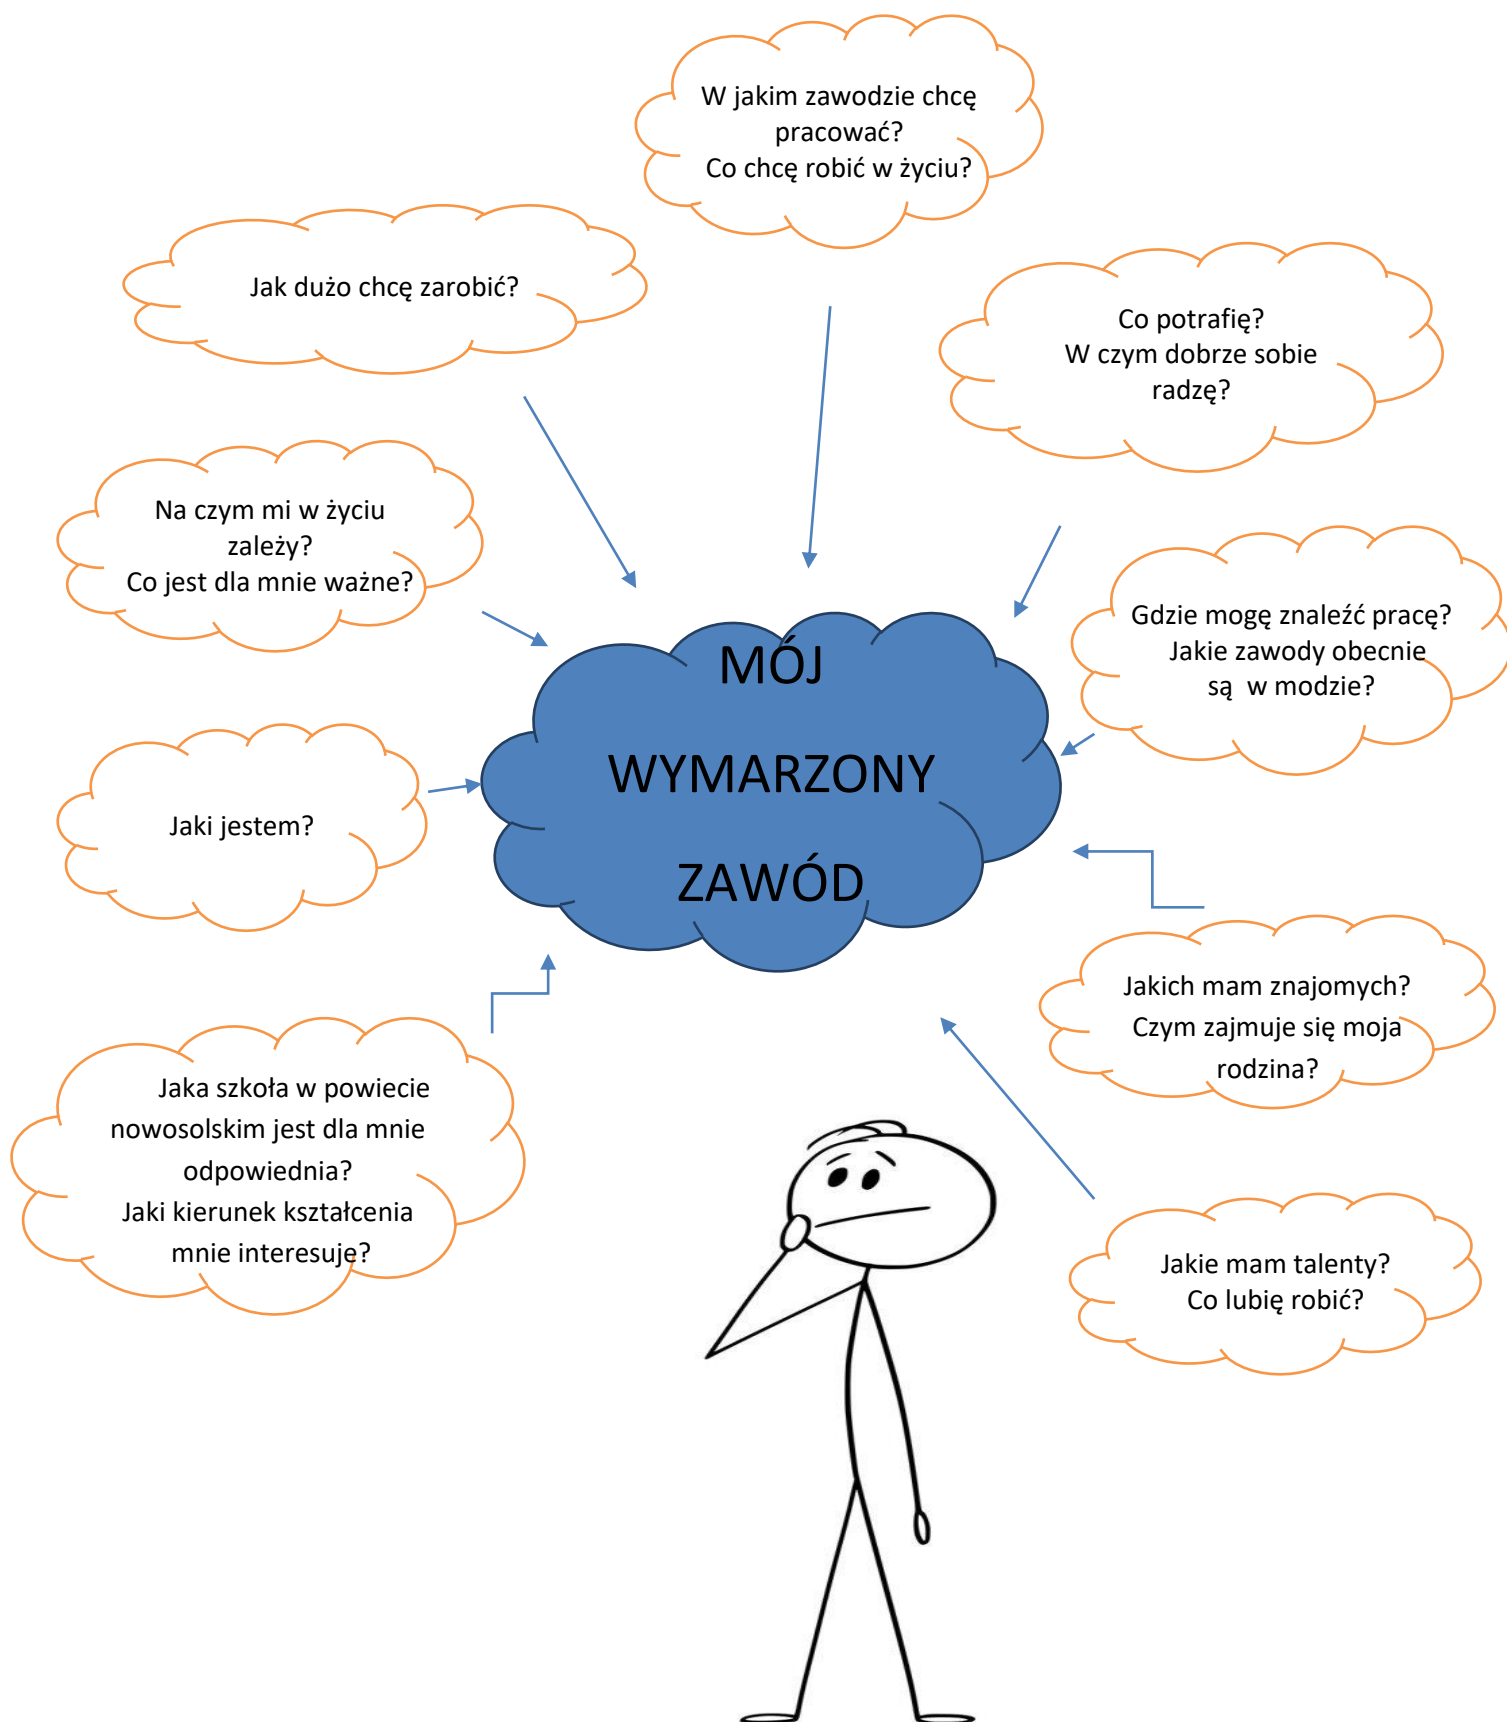 W jakim zawodzie chcę
pracować?
Co chcę robić w życiu?
Jak dużo chcę zarobić?
Co potrafię?
W czym dobrze sobie
radzę?
Na czym mi w życiu
zależy?
Co jest dla mnie ważne?
Gdzie mogę znaleźć pracę?
Jakie zawody obecnie
są w modzie?
MÓJ
WYMARZONY
ZAWÓD
Jaki jestem?
Jakich mam znajomych?
Czym zajmuje się moja
rodzina?
Jaka szkoła w powiecie
nowosolskim jest dla mnie
odpowiednia?
Jaki kierunek kształcenia
mnie interesuje?
Jakie mam talenty?
Co lubię robić?